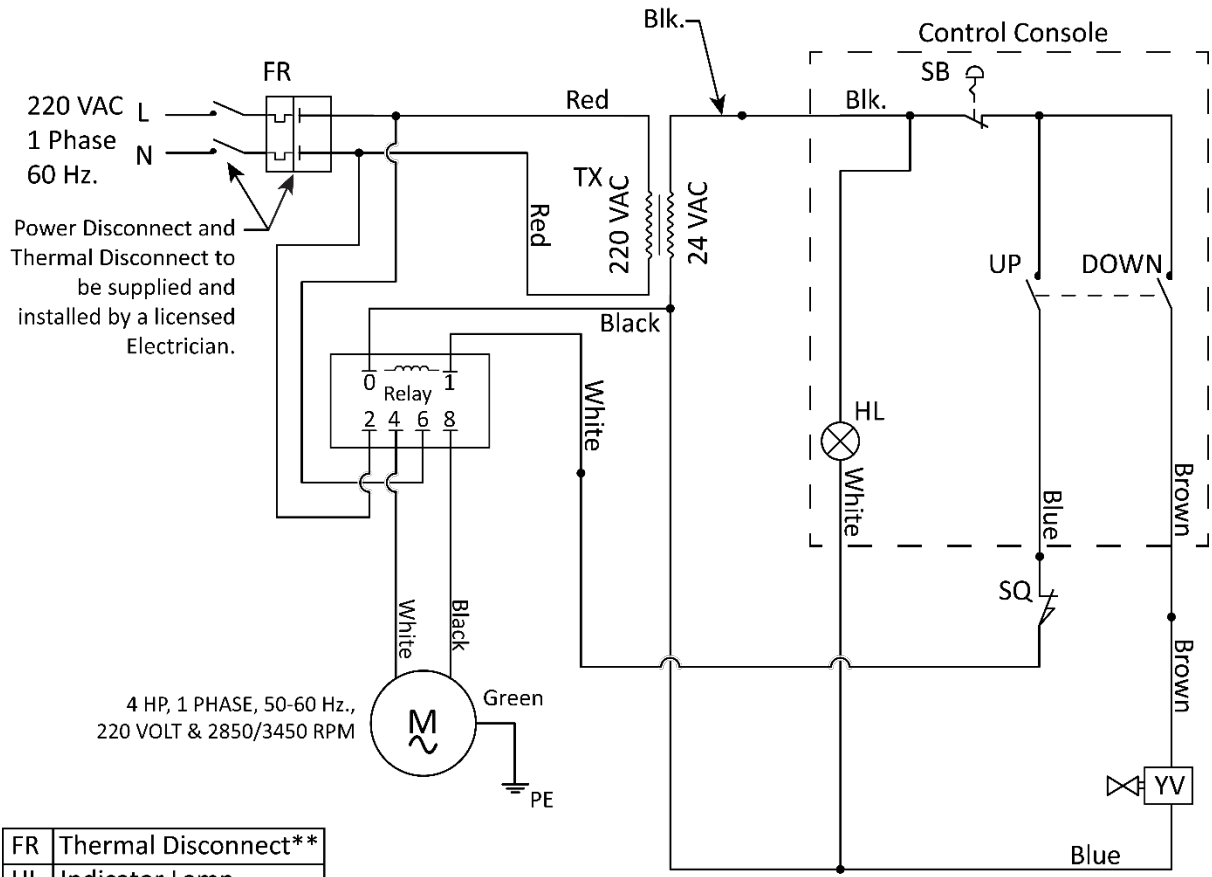 Blk.
Control Console
FR
SB
220 VAC L
1 Phase
60 Hz.
N
Red
Blk.
TX
220 VAC
24 VAC
Red
Power Disconnect and
Thermal Disconnect to
be supplied and
installed by a licensed
Electrician.
UP
DOWN
Black
0 1
Relay
2 4 6 8
White
HL
White
Blue
Brown
SQ
White
Black
Brown
4 HP, 1 PHASE, 50-60 Hz.,
220 VOLT & 2850/3450 RPM
M
Green
PE
YV
FR Thermal Disconnect**
HL Indicator Lamp
Blue